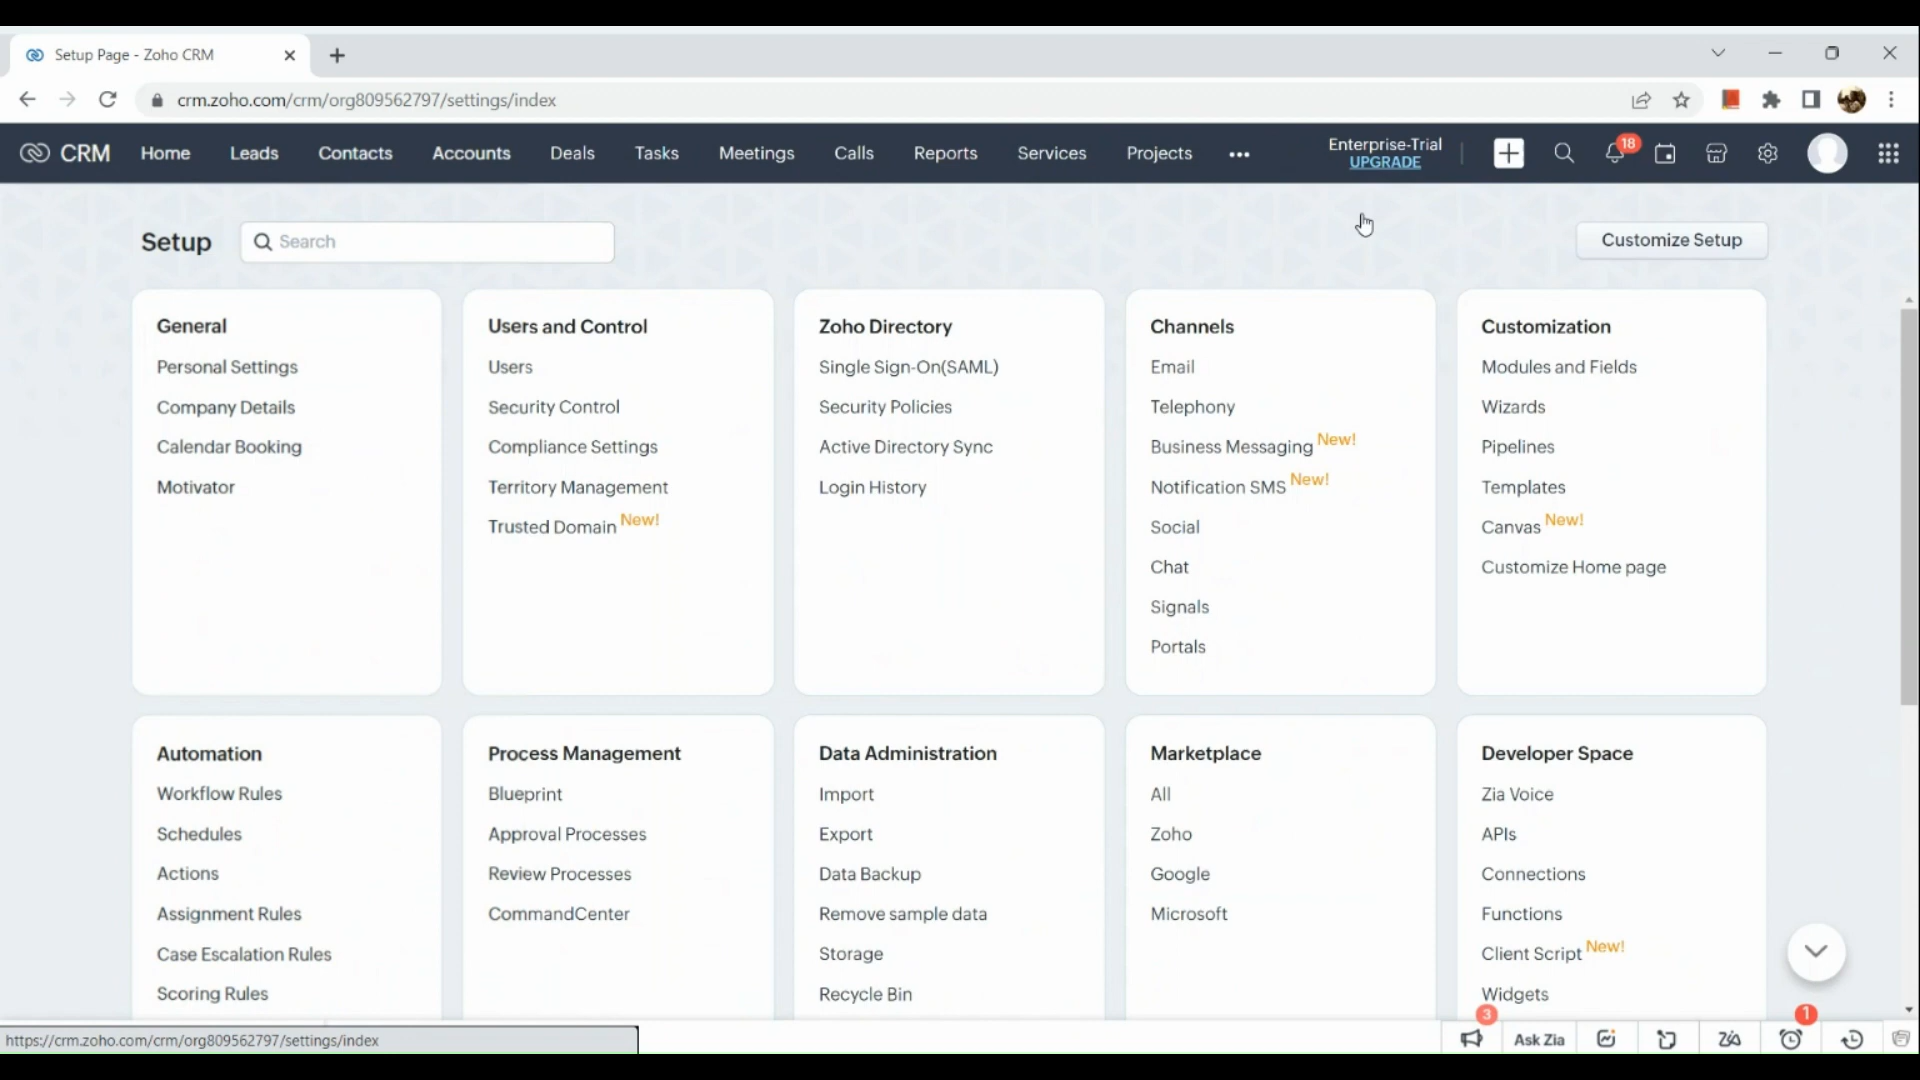 Setup Page - Zoho CRM
crm.zoho.com/crm/org809562797/settings/index
CRM Home Leads Contacts Accounts Deals Tasks Meetings Calls Reports Services Projects ••• Enterprise-Trial UPGRADE 18
Setup Search Customize Setup
General
Personal Settings
Company Details
Calendar Booking
Motivator
Users and Control
Users
Security Control
Compliance Settings
Territory Management
Trusted Domain New!
Zoho Directory
Single Sign-On(SAML)
Security Policies
Active Directory Sync
Login History
Channels
Email
Telephony
Business Messaging New!
Notification SMS New!
Social
Chat
Signals
Portals
Customization
Modules and Fields
Wizards
Pipelines
Templates
Canvas New!
Customize Home page
Automation
Workflow Rules
Schedules
Actions
Assignment Rules
Case Escalation Rules
Scoring Rules
Process Management
Blueprint
Approval Processes
Review Processes
CommandCenter
Data Administration
Import
Export
Data Backup
Remove sample data
Storage
Recycle Bin
Marketplace
All
Zoho
Google
Microsoft
Developer Space
Zia Voice
APIs
Connections
Functions
Client Script New!
Widgets
https://crm.zoho.com/crm/org809562797/settings/index
3 Ask Zia 1